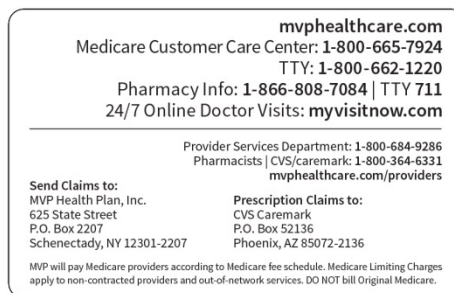 mvphealthcare.com
Medicare Customer Care Center: 1-800-665-7924
TTY: 1-800-662-1220
Pharmacy Info: 1-866-808-7084 | TTY 711
24/7 Online Doctor Visits: myvisitnow.com
Provider Services Department: 1-800-684-9286
Pharmacists | CVS/caremark: 1-800-364-6331
mvphealthcare.com/providers
Send Claims to:
MVP Health Plan, Inc.
625 State Street
P.O. Box 2207
Schenectady, NY 12301-2207
Prescription Claims to:
CVS Caremark
P.O. Box 52136
Phoenix, AZ 85072-2136
MVP will pay Medicare providers according to Medicare fee schedule. Medicare Limiting Charges
apply to non-contracted providers and out-of-network services. DO NOT bill Original Medicare.